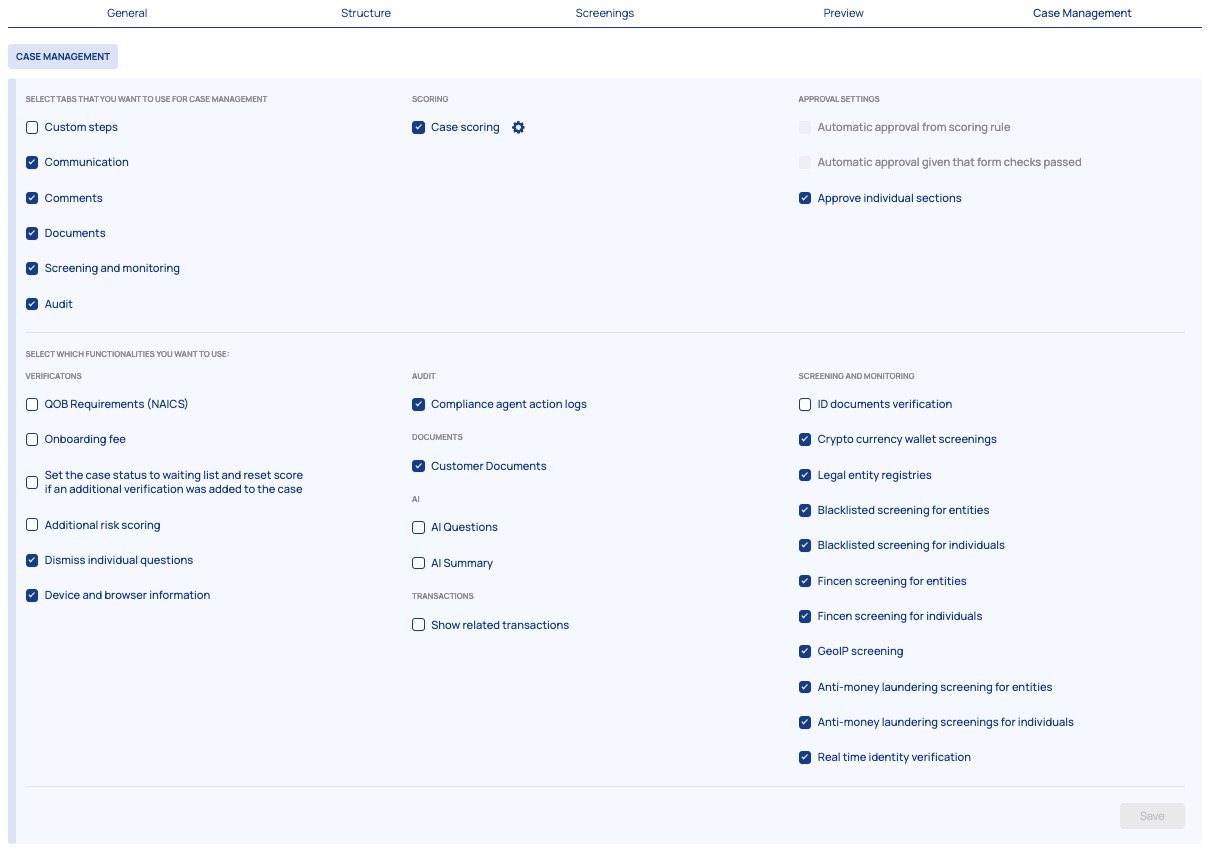 General
Structure
Screenings
Preview
Case Management
CASE MANAGEMENT
SELECT TABS THAT YOU WANT TO USE FOR CASE MANAGEMENT
Custom steps
Communication
Comments
Documents
Screening and monitoring
Audit
SCORING
Case scoring
APPROVAL SETTINGS
Automatic approval from scoring rule
Automatic approval given that form checks passed
Approve individual sections
SELECT WHICH FUNCTIONALITIES YOU WANT TO USE:
VERIFICATONS
QOB Requirements (NAICS)
Onboarding fee
Set the case status to waiting list and reset score
if an additional verification was added to the case
Additional risk scoring
Dismiss individual questions
Device and browser information
AUDIT
Compliance agent action logs
DOCUMENTS
Customer Documents
AI
AI Questions
AI Summary
TRANSACTIONS
Show related transactions
SCREENING AND MONITORING
ID documents verification
Crypto currency wallet screenings
Legal entity registries
Blacklisted screening for entities
Blacklisted screening for individuals
Fincen screening for entities
Fincen screening for individuals
GeoIP screening
Anti-money laundering screening for entities
Anti-money laundering screenings for individuals
Real time identity verification
Save